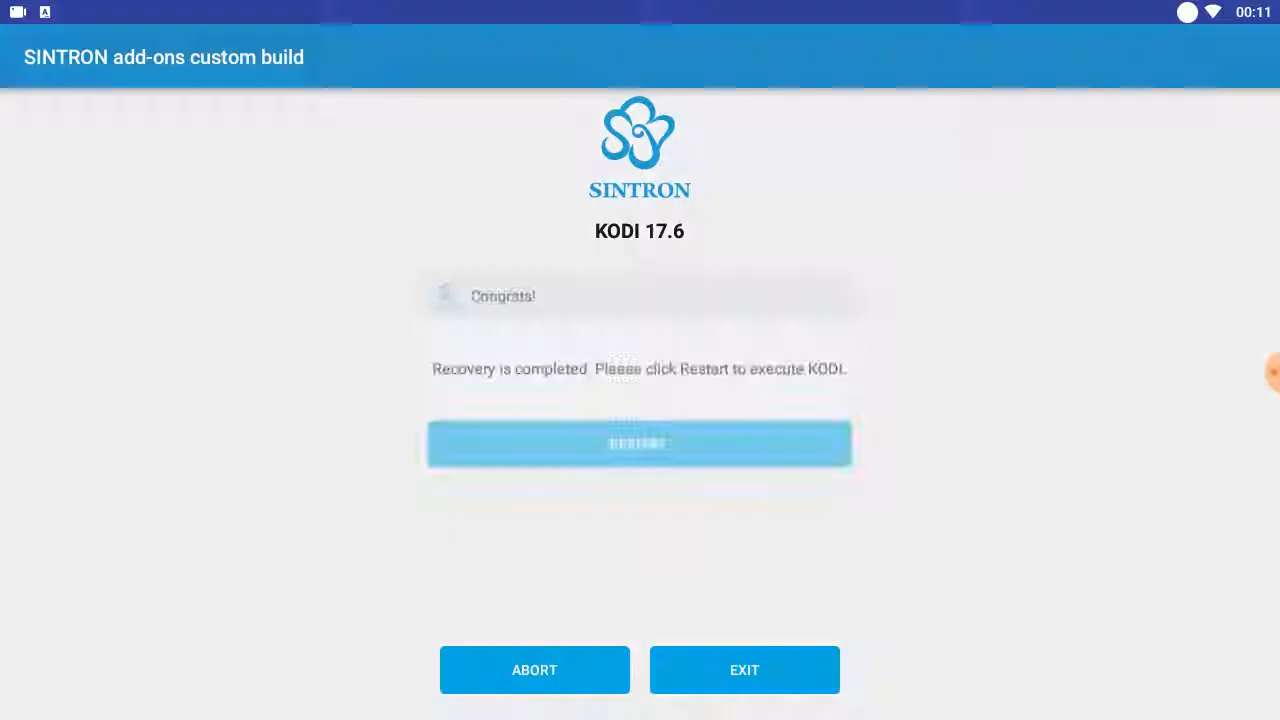 00:11
SINTRON add-ons custom build
SINTRON
KODI 17.6
Congrats!
Recovery is completed. Please click Restart to execute KODI.
ABORT
EXIT